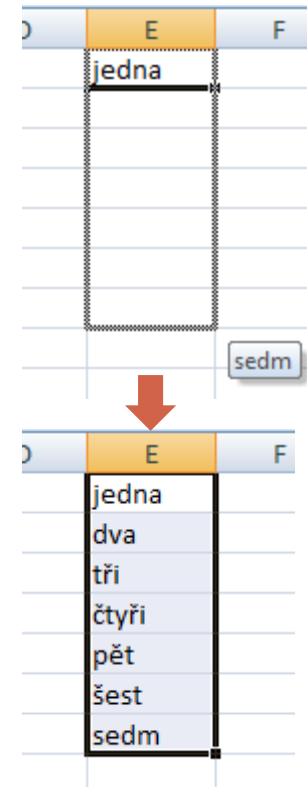 E F
jedna
sedm
E F
jedna
dva
tři
čtyři
pět
šest
sedm